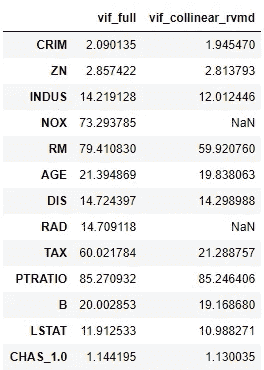 vif_full vif_collinear_rvmd
CRIM 2.090135 1.945470
ZN 2.857422 2.813793
INDUS 14.219128 12.012446
NOX 73.293785 NaN
RM 79.410830 59.920760
AGE 21.394869 19.838063
DIS 14.724397 14.298988
RAD 14.709118 NaN
TAX 60.021784 21.288757
PTRATIO 85.270932 85.246406
B 20.002853 19.168680
LSTAT 11.912533 10.988271
CHAS_1.0 1.144195 1.130035